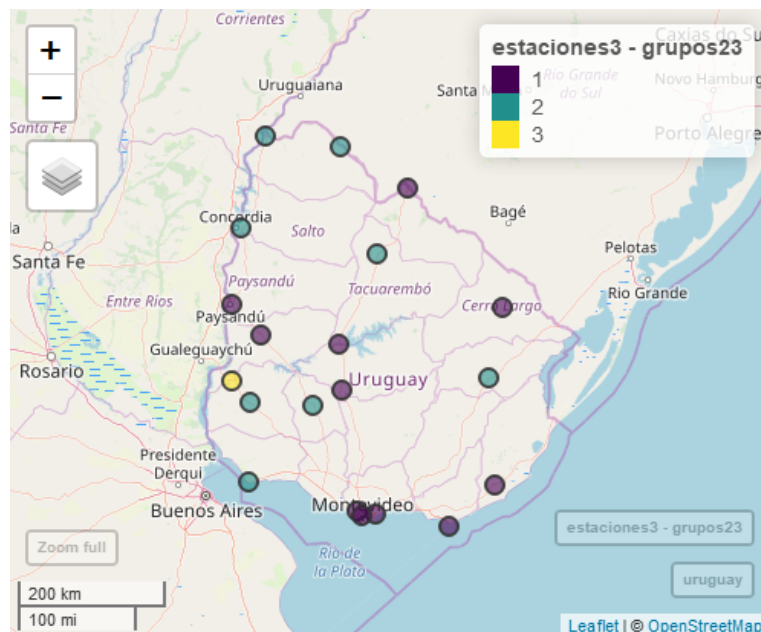 Corrientes
estaciones3 - grupos23
1
2
3
Caxias do Su
Rio Grande
do Sul
Novo Hamburg
Porto Alegre
+
−
Uruguaiana
Santa
Santa Fe
Bagé
Concordia
Salto
la
Santa Fe
Pelotas
Rio Grande
Entre Ríos
Paysandú
Paysandú
Tacuarembó
Cerro Largo
Gualeguaychú
Rosario
Uruguay
Presidente
Derqui
Buenos Aires
Montevideo
Río de
la Plata
Zoom full
estaciones3 - grupos23
uruguay
200 km
100 mi
Leaflet | © OpenStreetMap